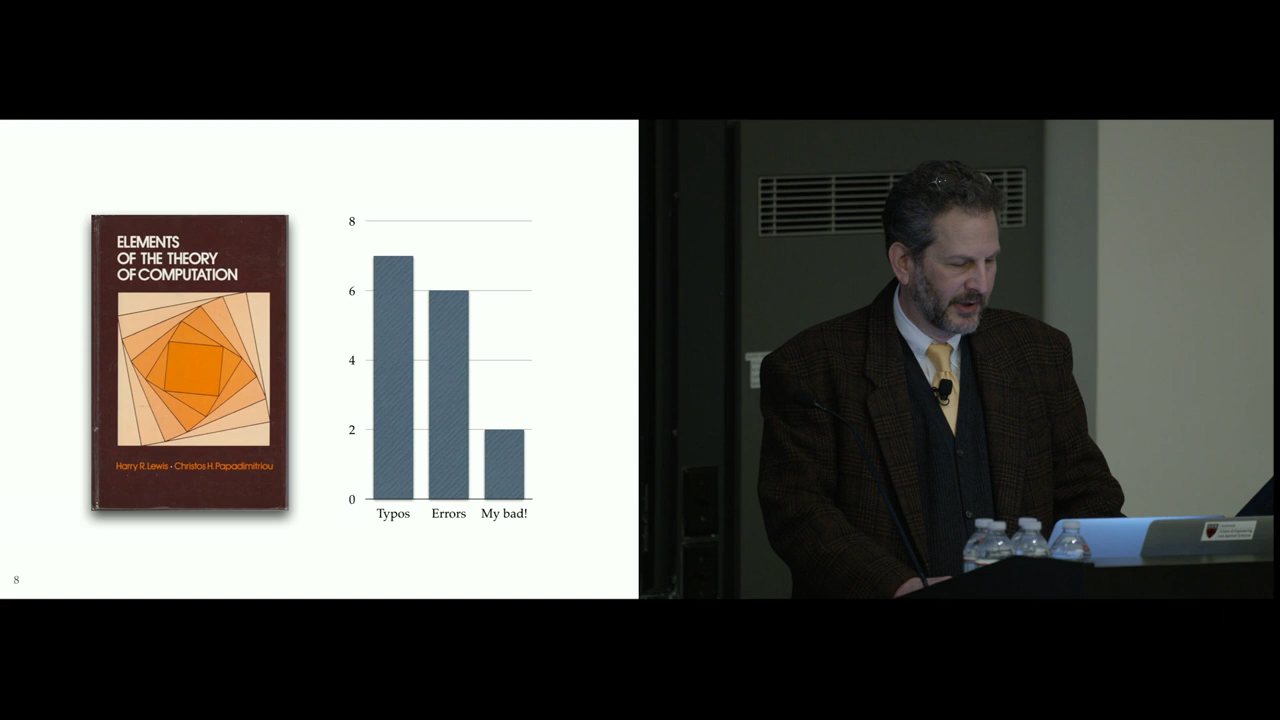 ELEMENTS
OF THE THEORY
OF COMPUTATION
Harry R. Lewis • Christos H. Papadimitriou
8
6
4
2
0
Typos Errors My bad!
8